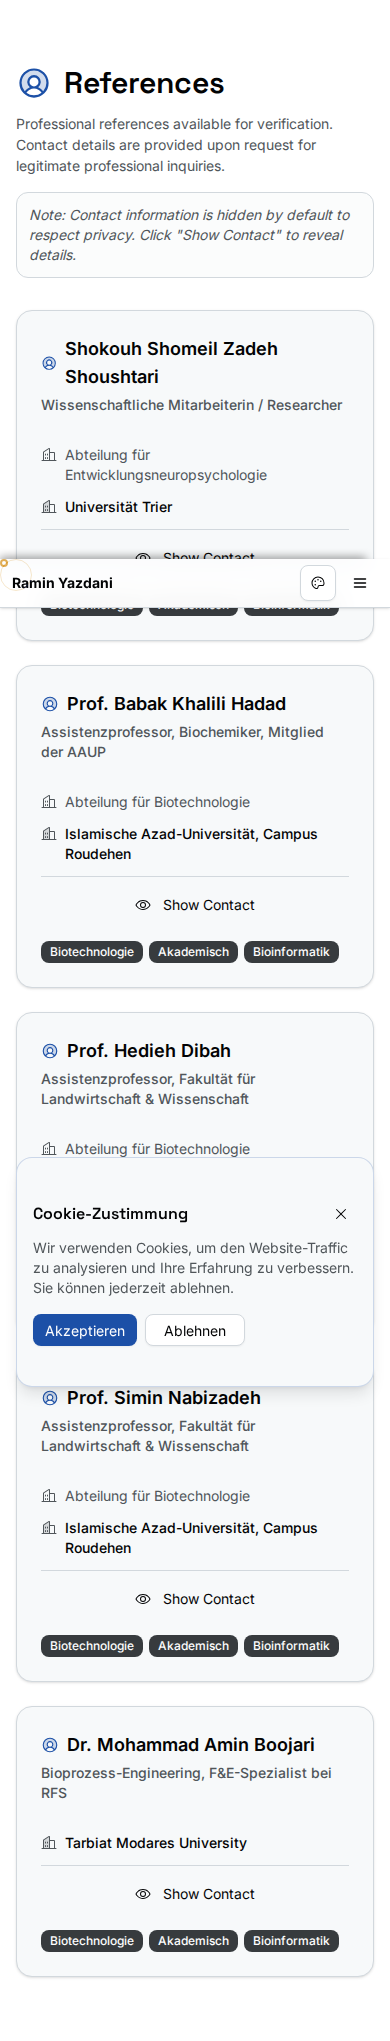 References
Professional references available for verification.
Contact details are provided upon request for
legitimate professional inquiries.
Note: Contact information is hidden by default to
respect privacy. Click "Show Contact" to reveal
details.
Shokouh Shomeil Zadeh
Shoushtari
Wissenschaftliche Mitarbeiterin / Researcher
Abteilung für
Entwicklungsneuropsychologie
Universität Trier
Show Contact
Ramin Yazdani
Biotechnologie Akademisch Bioinformatik
Prof. Babak Khalili Hadad
Assistenzprofessor, Biochemiker, Mitglied
der AAUP
Abteilung für Biotechnologie
Islamische Azad-Universität, Campus
Roudehen
Show Contact
Biotechnologie Akademisch Bioinformatik
Prof. Hedieh Dibah
Assistenzprofessor, Fakultät für
Landwirtschaft & Wissenschaft
Abteilung für Biotechnologie
Cookie-Zustimmung
Wir verwenden Cookies, um den Website-Traffic
zu analysieren und Ihre Erfahrung zu verbessern.
Sie können jederzeit ablehnen.
Akzeptieren Ablehnen
Prof. Simin Nabizadeh
Assistenzprofessor, Fakultät für
Landwirtschaft & Wissenschaft
Abteilung für Biotechnologie
Islamische Azad-Universität, Campus
Roudehen
Show Contact
Biotechnologie Akademisch Bioinformatik
Dr. Mohammad Amin Boojari
Bioprozess-Engineering, F&E-Spezialist bei
RFS
Tarbiat Modares University
Show Contact
Biotechnologie Akademisch Bioinformatik